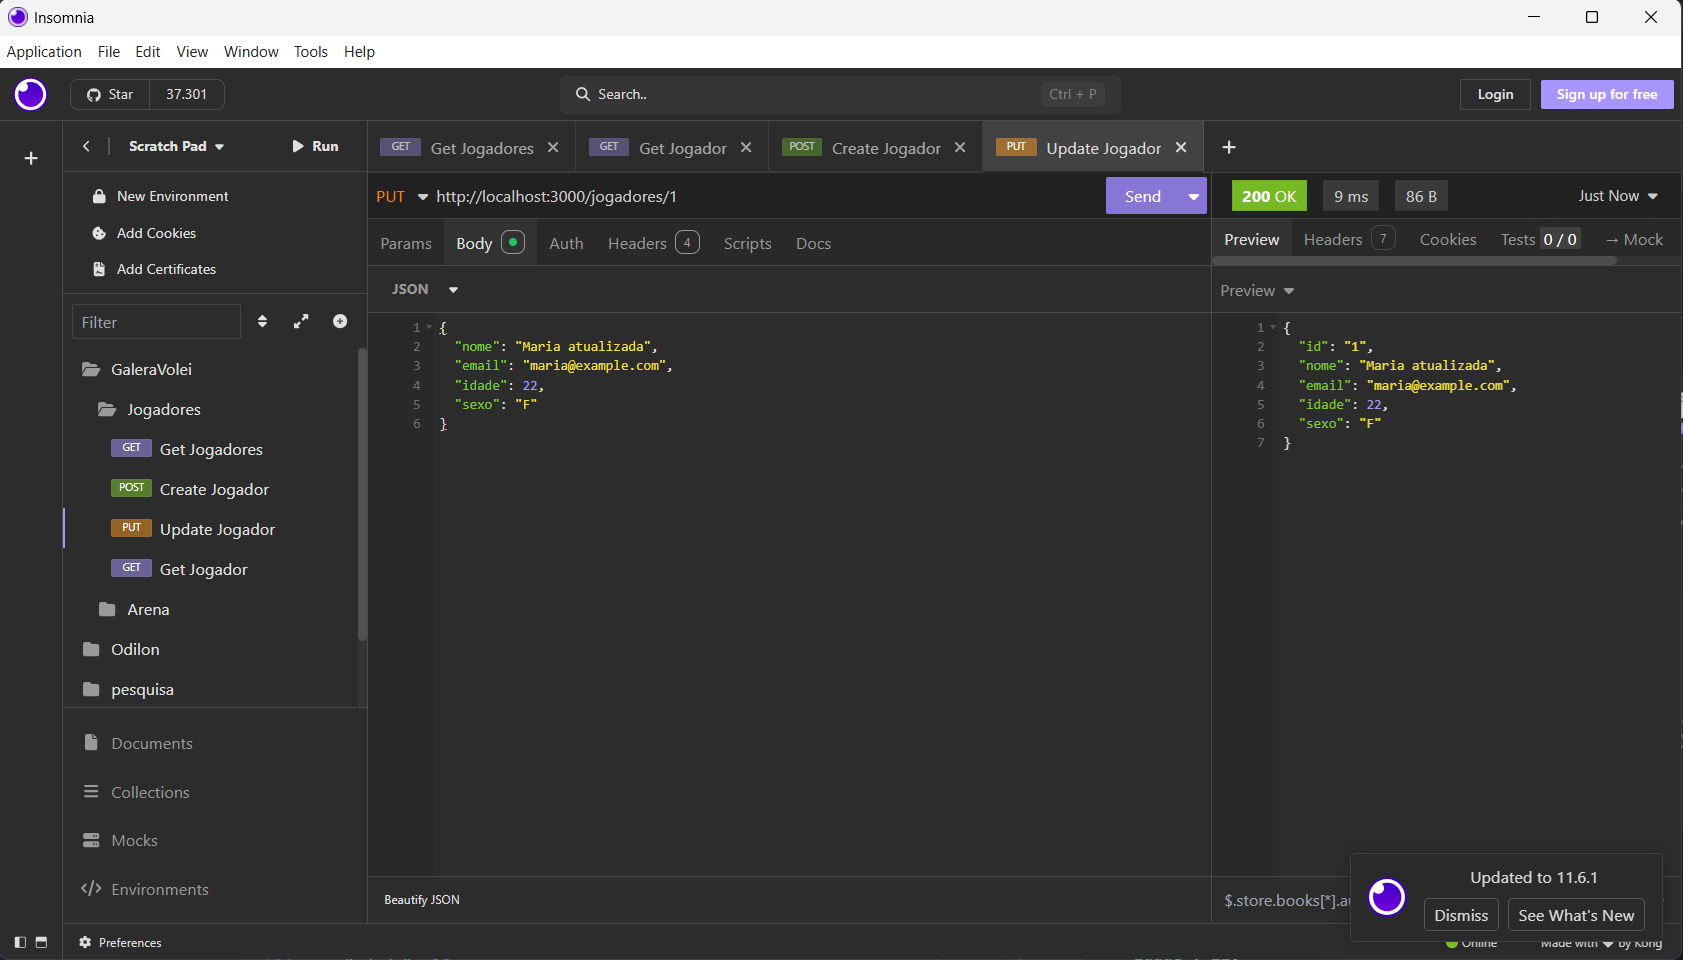 Insomnia
Application File Edit View Window Tools Help
Star 37.301 Search.. Ctrl + P Login Sign up for free
Scratch Pad Run
New Environment
Add Cookies
Add Certificates
Filter
GaleraVolei
Jogadores
GET Get Jogadores
POST Create Jogador
PUT Update Jogador
GET Get Jogador
Arena
Odilon
pesquisa
Documents
Collections
Mocks
Environments
Preferences
GET Get Jogadores GET Get Jogador POST Create Jogador PUT Update Jogador
PUT http://localhost:3000/jogadores/1 Send
Params Body Auth Headers 4 Scripts Docs
JSON
1 {
2 "nome": "Maria atualizada",
3 "email": "maria@example.com",
4 "idade": 22,
5 "sexo": "F"
6 }
Beautify JSON
200 OK 9 ms 86 B Just Now
Preview Headers 7 Cookies Tests 0 / 0 → Mock
Preview
1 {
2 "id": "1",
3 "nome": "Maria atualizada",
4 "email": "maria@example.com",
5 "idade": 22,
6 "sexo": "F"
7 }
$.store.books[*].au
Updated to 11.6.1
Dismiss See What's New
Online Made with by Kong